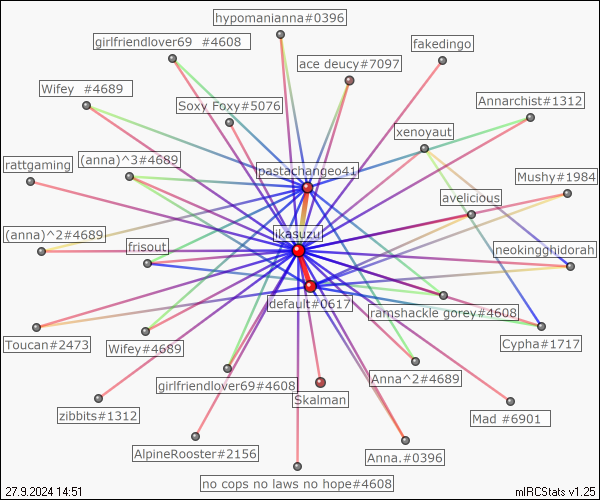 hypomanianna#0396
girlfriendlover69 #4608
fakedingo
ace deucy#7097
Wifey #4689
Soxy Foxy#5076
Annarchist#1312
xenoyaut
rattgaming
(anna)^3#4689
pastachangeo41
Mushy#1984
avelicious
(anna)^2#4689
frisout
ikasuzu
neokingghidorah
default#0617
ramshackle gorey#4608
Toucan#2473
Wifey#4689
Cypha#1717
girlfriendlover69#4608
Anna^2#4689
Skalman
zibbits#1312
Mad #6901
AlpineRooster#2156
Anna.#0396
no cops no laws no hope#4608
27.9.2024 14:51
mIRCStats v1.25